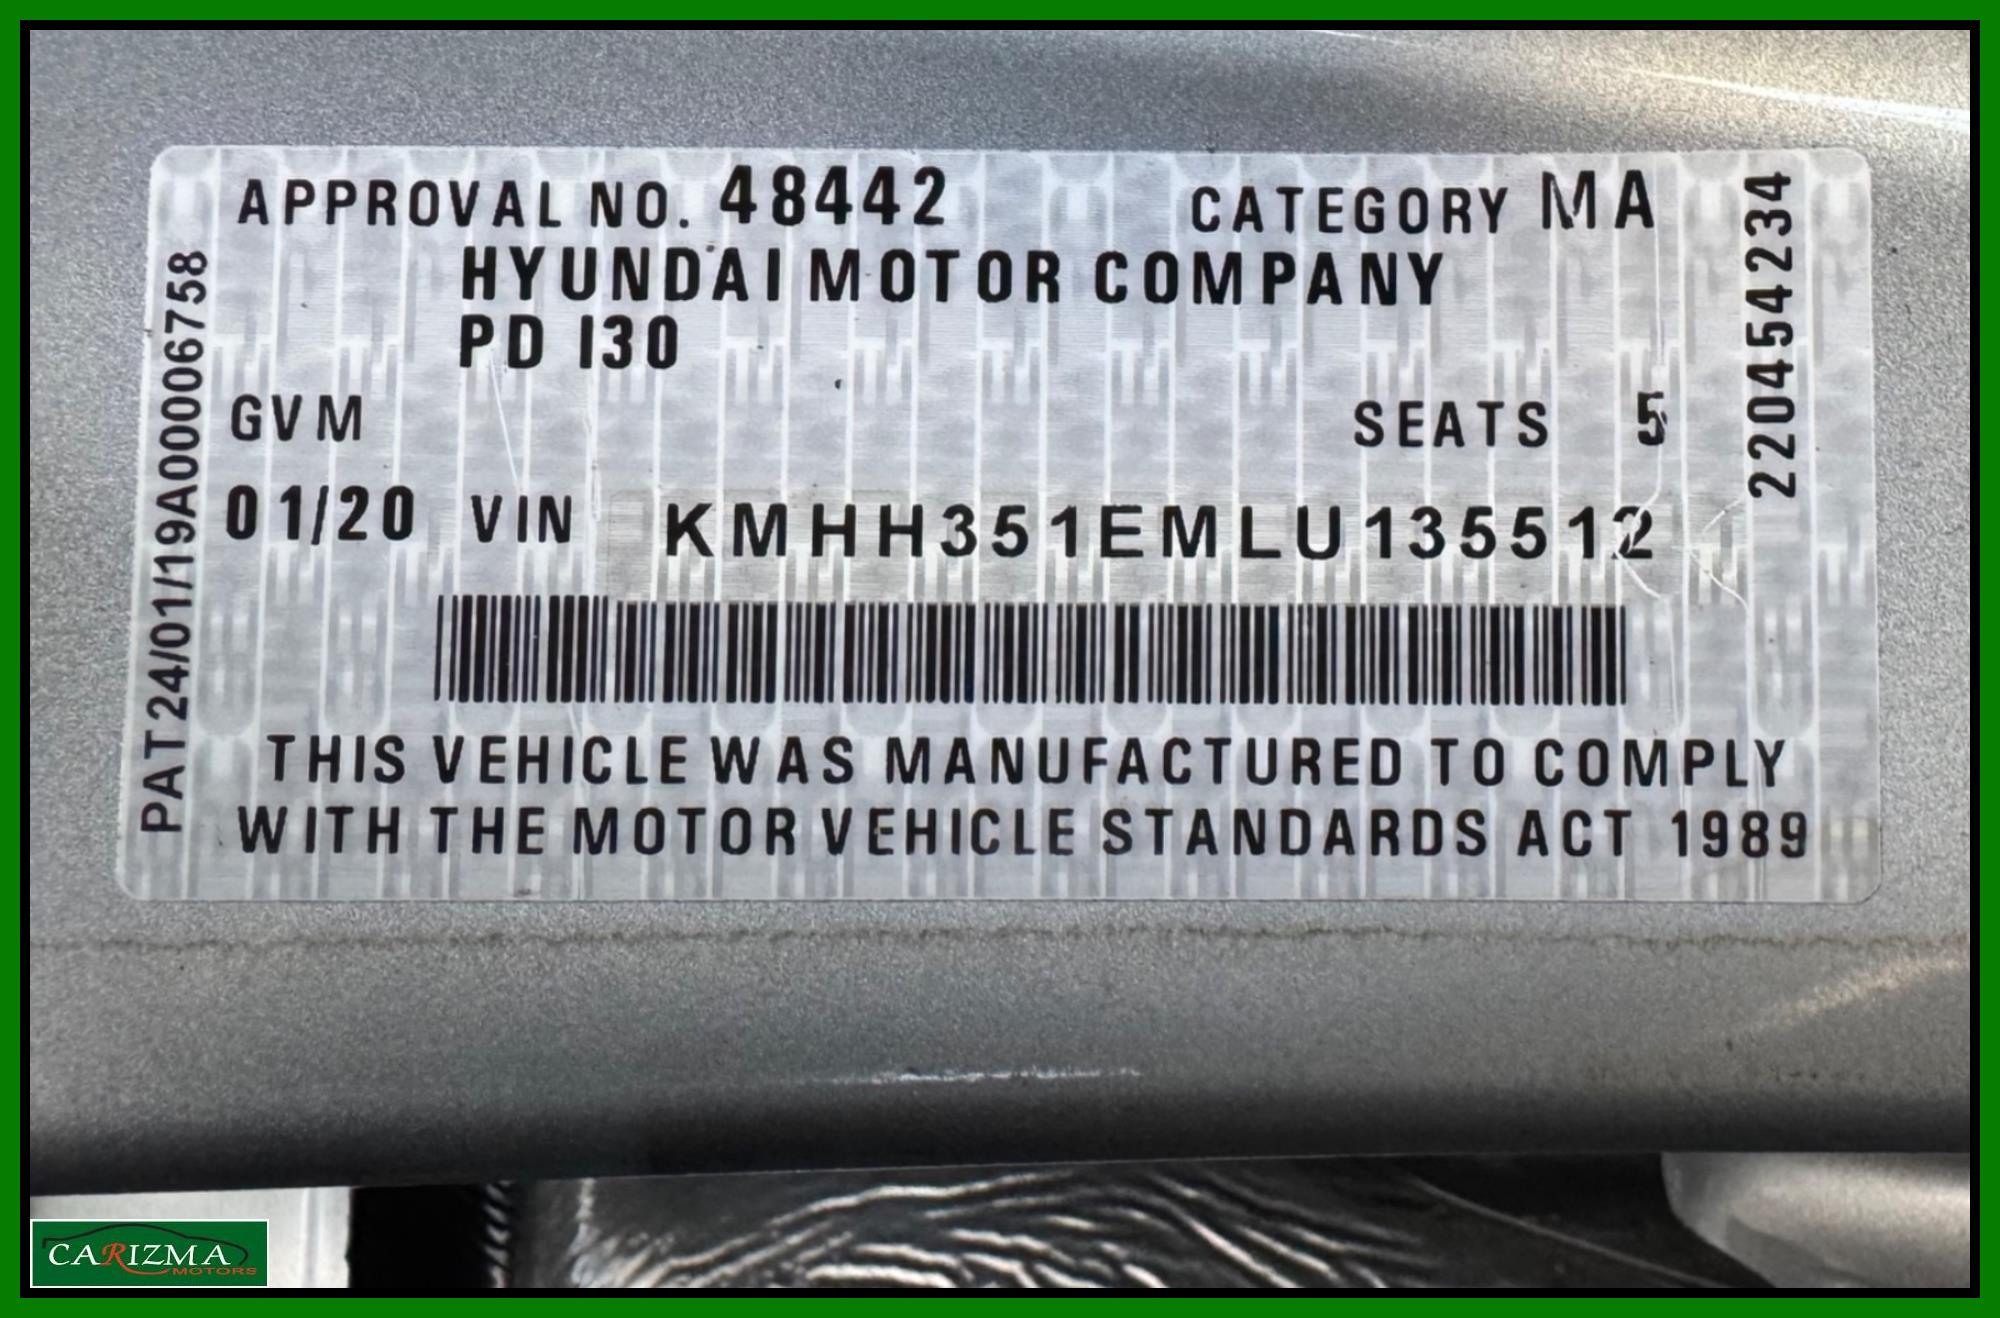 APPROVAL NO. 48442 CATEGORY MA
HYUNDAI MOTOR COMPANY
PD I30
GVM SEATS 5
01/20 VIN KMHH351EMLU135512
THIS VEHICLE WAS MANUFACTURED TO COMPLY
WITH THE MOTOR VEHICLE STANDARDS ACT 1989
PAT24/01/19A00006758
220454234
CARIZMA
MOTORS